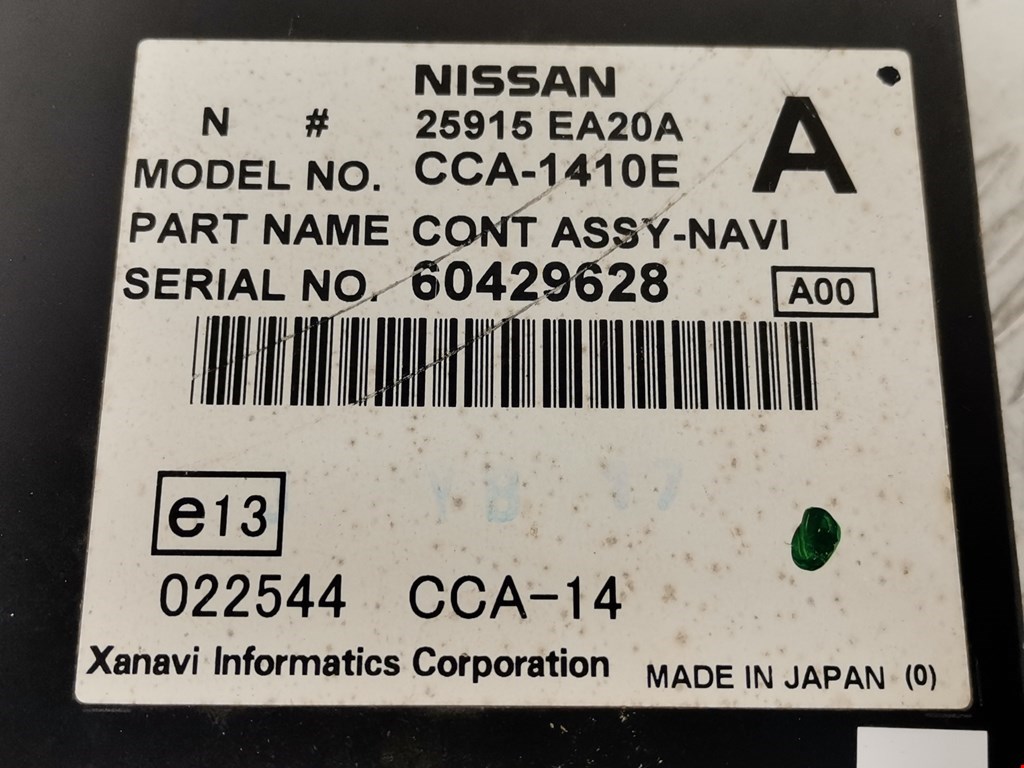 NISSAN
N # 25915 EA20A
A
MODEL NO. CCA-1410E
PART NAME CONT ASSY-NAVI
SERIAL NO. 60429628
A00
e13
022544 CCA-14
Xanavi Informatics Corporation MADE IN JAPAN (0)